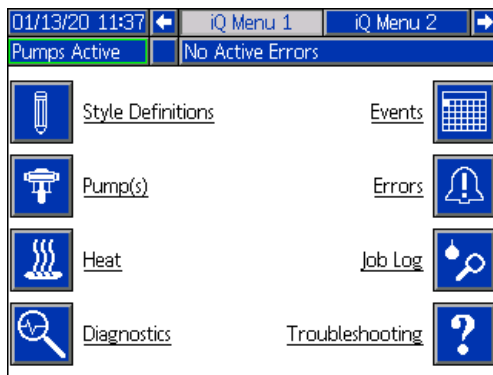 01/13/20 11:37 iQ Menu 1 iQ Menu 2
Pumps Active No Active Errors
Style Definitions Events
Pump(s) Errors
Heat Job Log
Diagnostics Troubleshooting
?